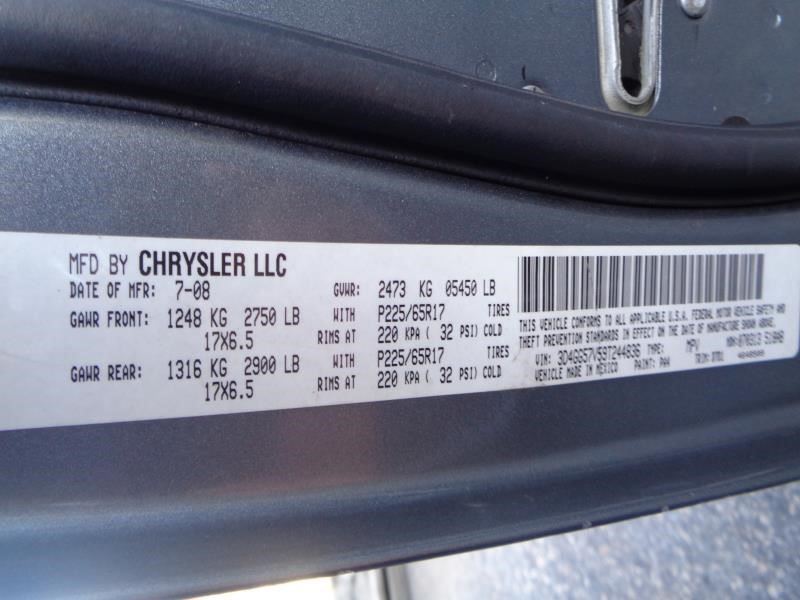 MFD BY CHRYSLER LLC
DATE OF MFR: 7-08 GVWR: 2473 KG 05450 LB
GAWR FRONT: 1248 KG 2750 LB WITH P225/65R17 TIRES
17X6.5 RIMS AT 220 KPA( 32 PSI) COLD
GAWR REAR: 1316 KG 2900 LB WITH P225/65R17 TIRES
17X6.5 RIMS AT 220 KPA( 32 PSI) COLD
THIS VEHICLE CONFORMS TO ALL APPLICABLE U.S.A. FEDERAL MOTOR VEHICLE SAFETY AND
THEFT PREVENTION STANDARDS IN EFFECT ON THE DATE OF MANUFACTURE SHOWN ABOVE.
VIN: 3D4GG57V59T244836 TYPE: MPV
VEHICLE MADE IN MEXICO PAINT: PA4 TRIM: